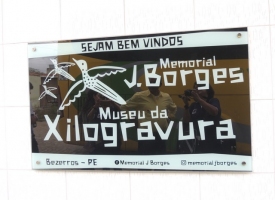 SEJAM BEM VINDOS
Memorial
J. Borges
Museu da
Xilogravura
Bezerros - PE
Memorial J Borges
memorial jborges